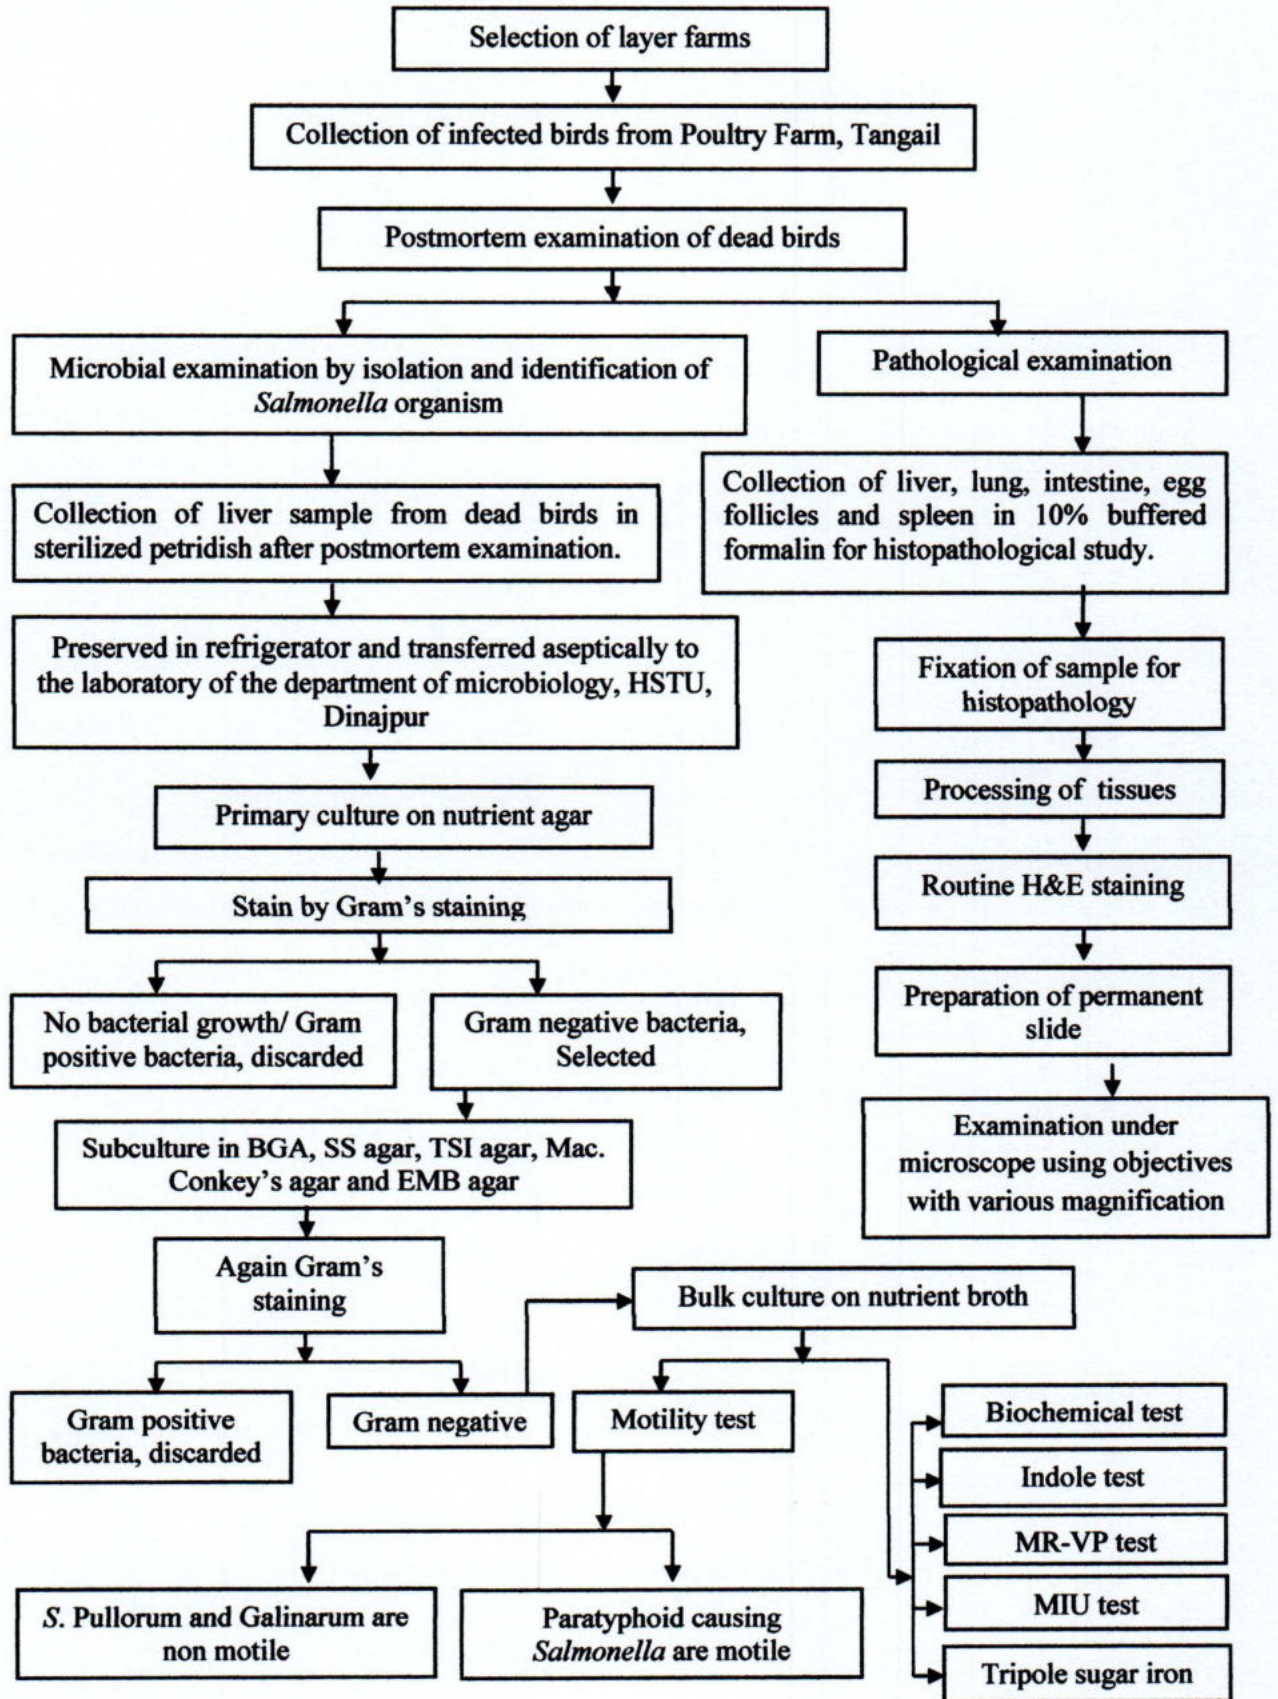 Selection of layer farms
Collection of infected birds from Poultry Farm, Tangail
Postmortem examination of dead birds
Microbial examination by isolation and identification of
Salmonella organism
Pathological examination
Collection of liver sample from dead birds in
sterilized petridish after postmortem examination.
Collection of liver, lung, intestine, egg
follicles and spleen in 10% buffered
formalin for histopathological study.
Preserved in refrigerator and transferred aseptically to
the laboratory of the department of microbiology, HSTU,
Dinajpur
Fixation of sample for
histopathology
Primary culture on nutrient agar
Processing of tissues
Stain by Gram's staining
Routine H&E staining
No bacterial growth/ Gram
positive bacteria, discarded
Gram negative bacteria,
Selected
Preparation of permanent
slide
Subculture in BGA, SS agar, TSI agar, Mac.
Conkey's agar and EMB agar
Examination under
microscope using objectives
with various magnification
Again Gram's
staining
Bulk culture on nutrient broth
Gram positive
bacteria, discarded
Gram negative
Motility test
Biochemical test
Indole test
MR-VP test
MIU test
Tripole sugar iron
S. Pullorum and Galinarum are
non motile
Paratyphoid causing
Salmonella are motile